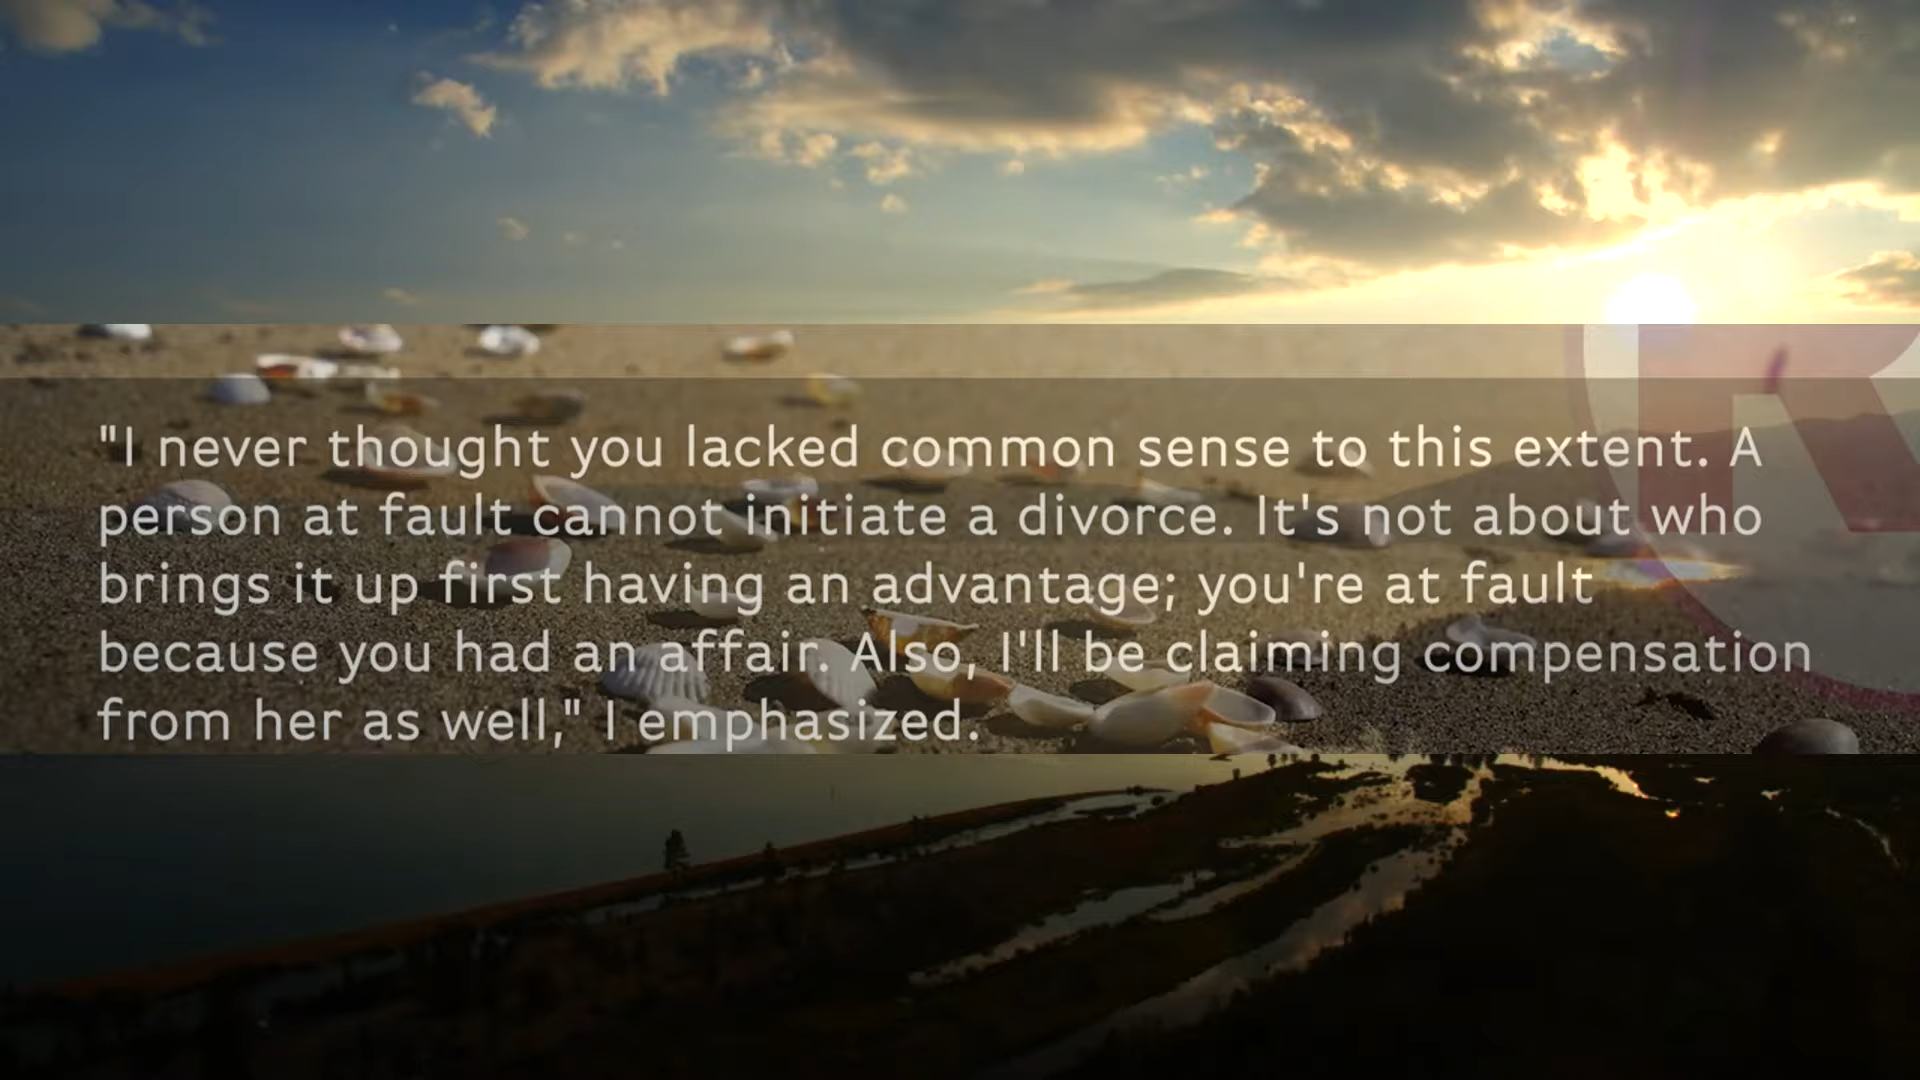 "I never thought you lacked common sense to this extent. A
person at fault cannot initiate a divorce. It's not about who
brings it up first having an advantage; you're at fault
because you had an affair. Also, I'll be claiming compensation
from her as well," I emphasized.